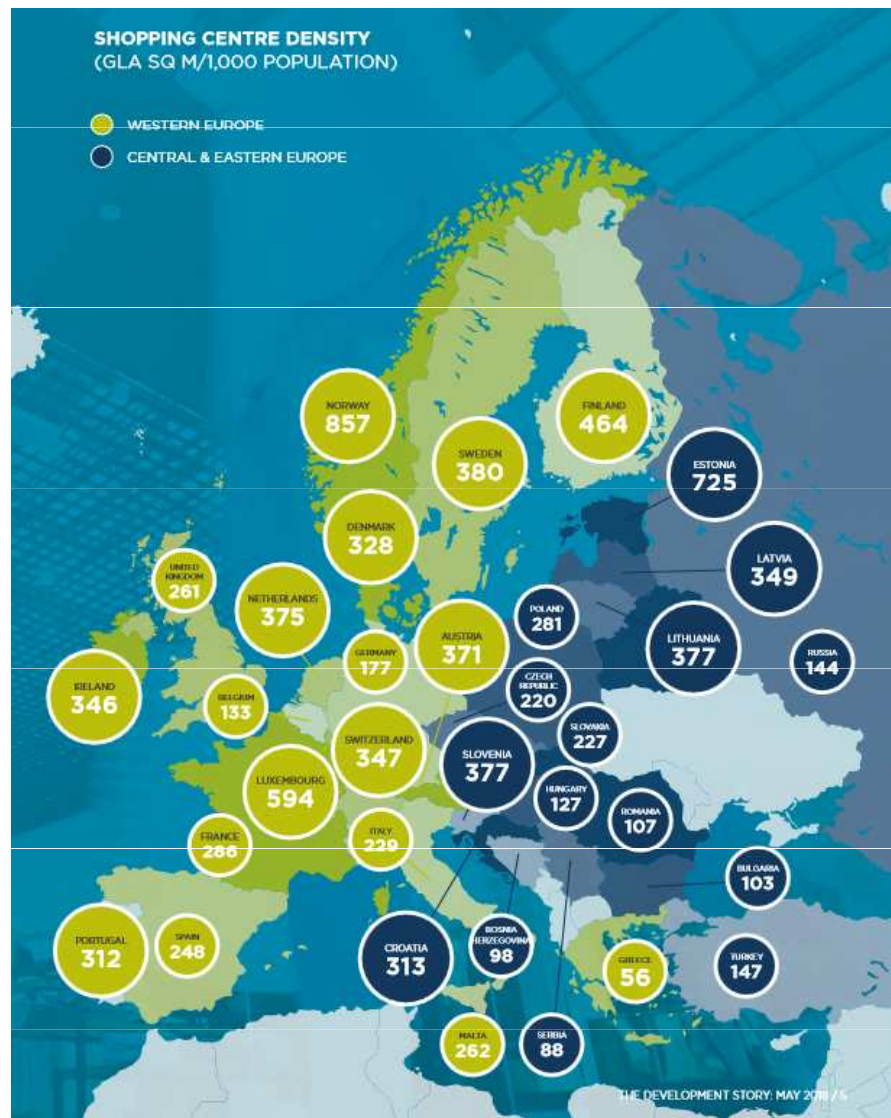 SHOPPING CENTRE DENSITY
(GLA SQ M/1,000 POPULATION)
WESTERN EUROPE
CENTRAL & EASTERN EUROPE
NORWAY
857
FINLAND
464
SWEDEN
380
ESTONIA
725
DENMARK
328
LATVIA
349
UNITED
KINGDOM
261
NETHERLANDS
375
POLAND
281
AUSTRIA
371
LITHUANIA
377
GERMANY
177
RUSSIA
144
IRELAND
346
BELGIUM
133
CZECH
REPUBLIC
220
SLOVAKIA
227
SWITZERLAND
347
SLOVENIA
377
LUXEMBOURG
594
HUNGARY
127
ROMANIA
107
FRANCE
286
ITALY
229
BULGARIA
103
PORTUGAL
312
SPAIN
248
CROATIA
313
BOSNIA
HERZEGOVINA
98
GREECE
56
TURKEY
147
MALTA
262
SERBIA
88
THE DEVELOPMENT STORY: MAY 2018 / 5